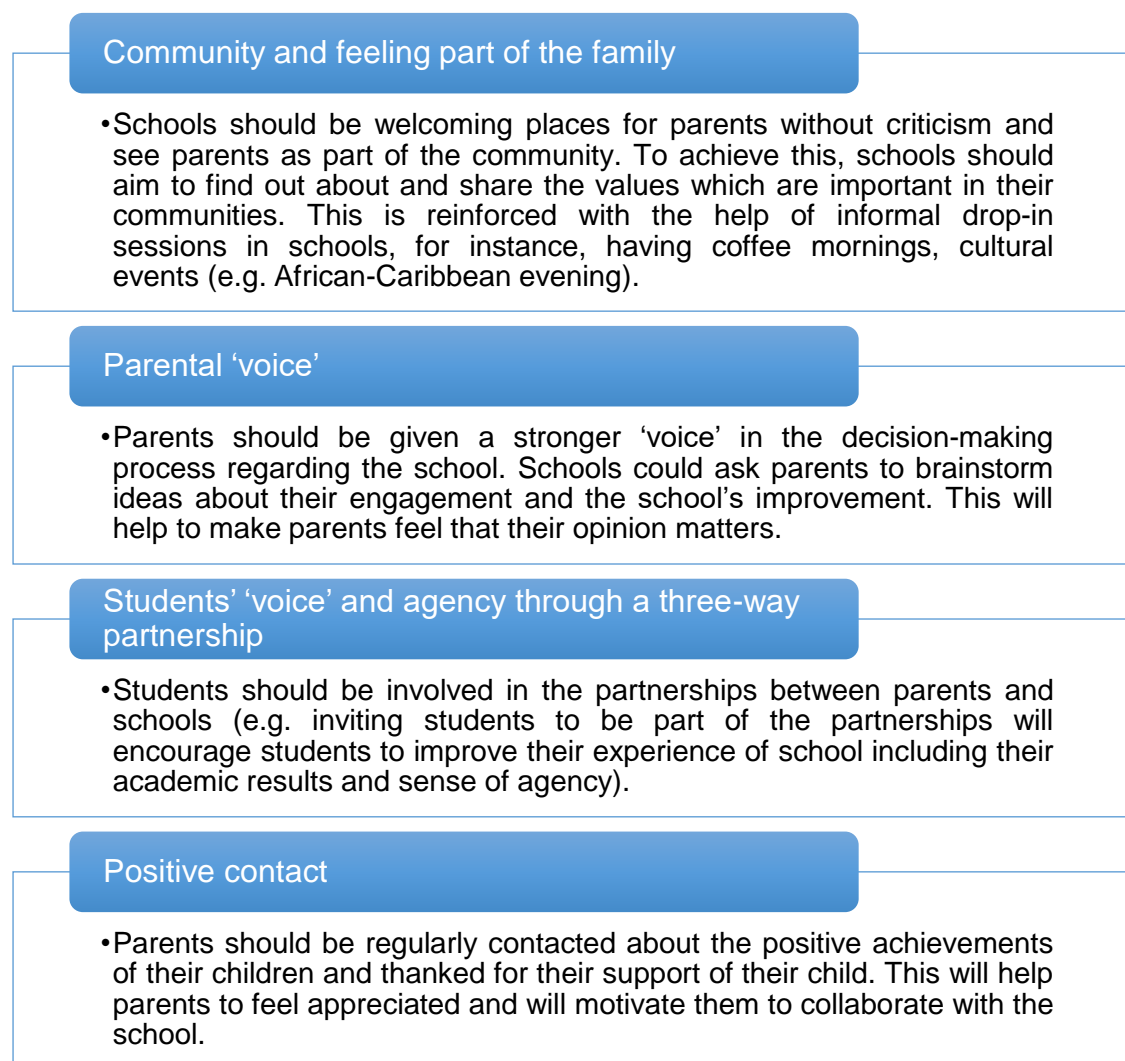 Community and feeling part of the family
•Schools should be welcoming places for parents without criticism and
see parents as part of the community. To achieve this, schools should
aim to find out about and share the values which are important in their
communities. This is reinforced with the help of informal drop-in
sessions in schools, for instance, having coffee mornings, cultural
events (e.g. African-Caribbean evening).
Parental ‘voice’
•Parents should be given a stronger ‘voice’ in the decision-making
process regarding the school. Schools could ask parents to brainstorm
ideas about their engagement and the school’s improvement. This will
help to make parents feel that their opinion matters.
Students’ ‘voice’ and agency through a three-way
partnership
•Students should be involved in the partnerships between parents and
schools (e.g. inviting students to be part of the partnerships will
encourage students to improve their experience of school including their
academic results and sense of agency).
Positive contact
•Parents should be regularly contacted about the positive achievements
of their children and thanked for their support of their child. This will help
parents to feel appreciated and will motivate them to collaborate with the
school.